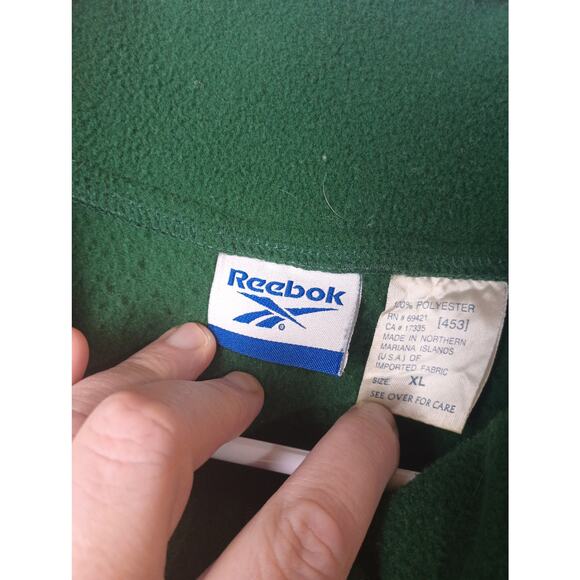 Reebok
®
100% POLYESTER
RN # 69421 [453]
CA # 17335
MADE IN NORTHERN
MARIANA ISLANDS
(U.S.A.) OF
IMPORTED FABRIC
SIZE: XL
SEE OVER FOR CARE